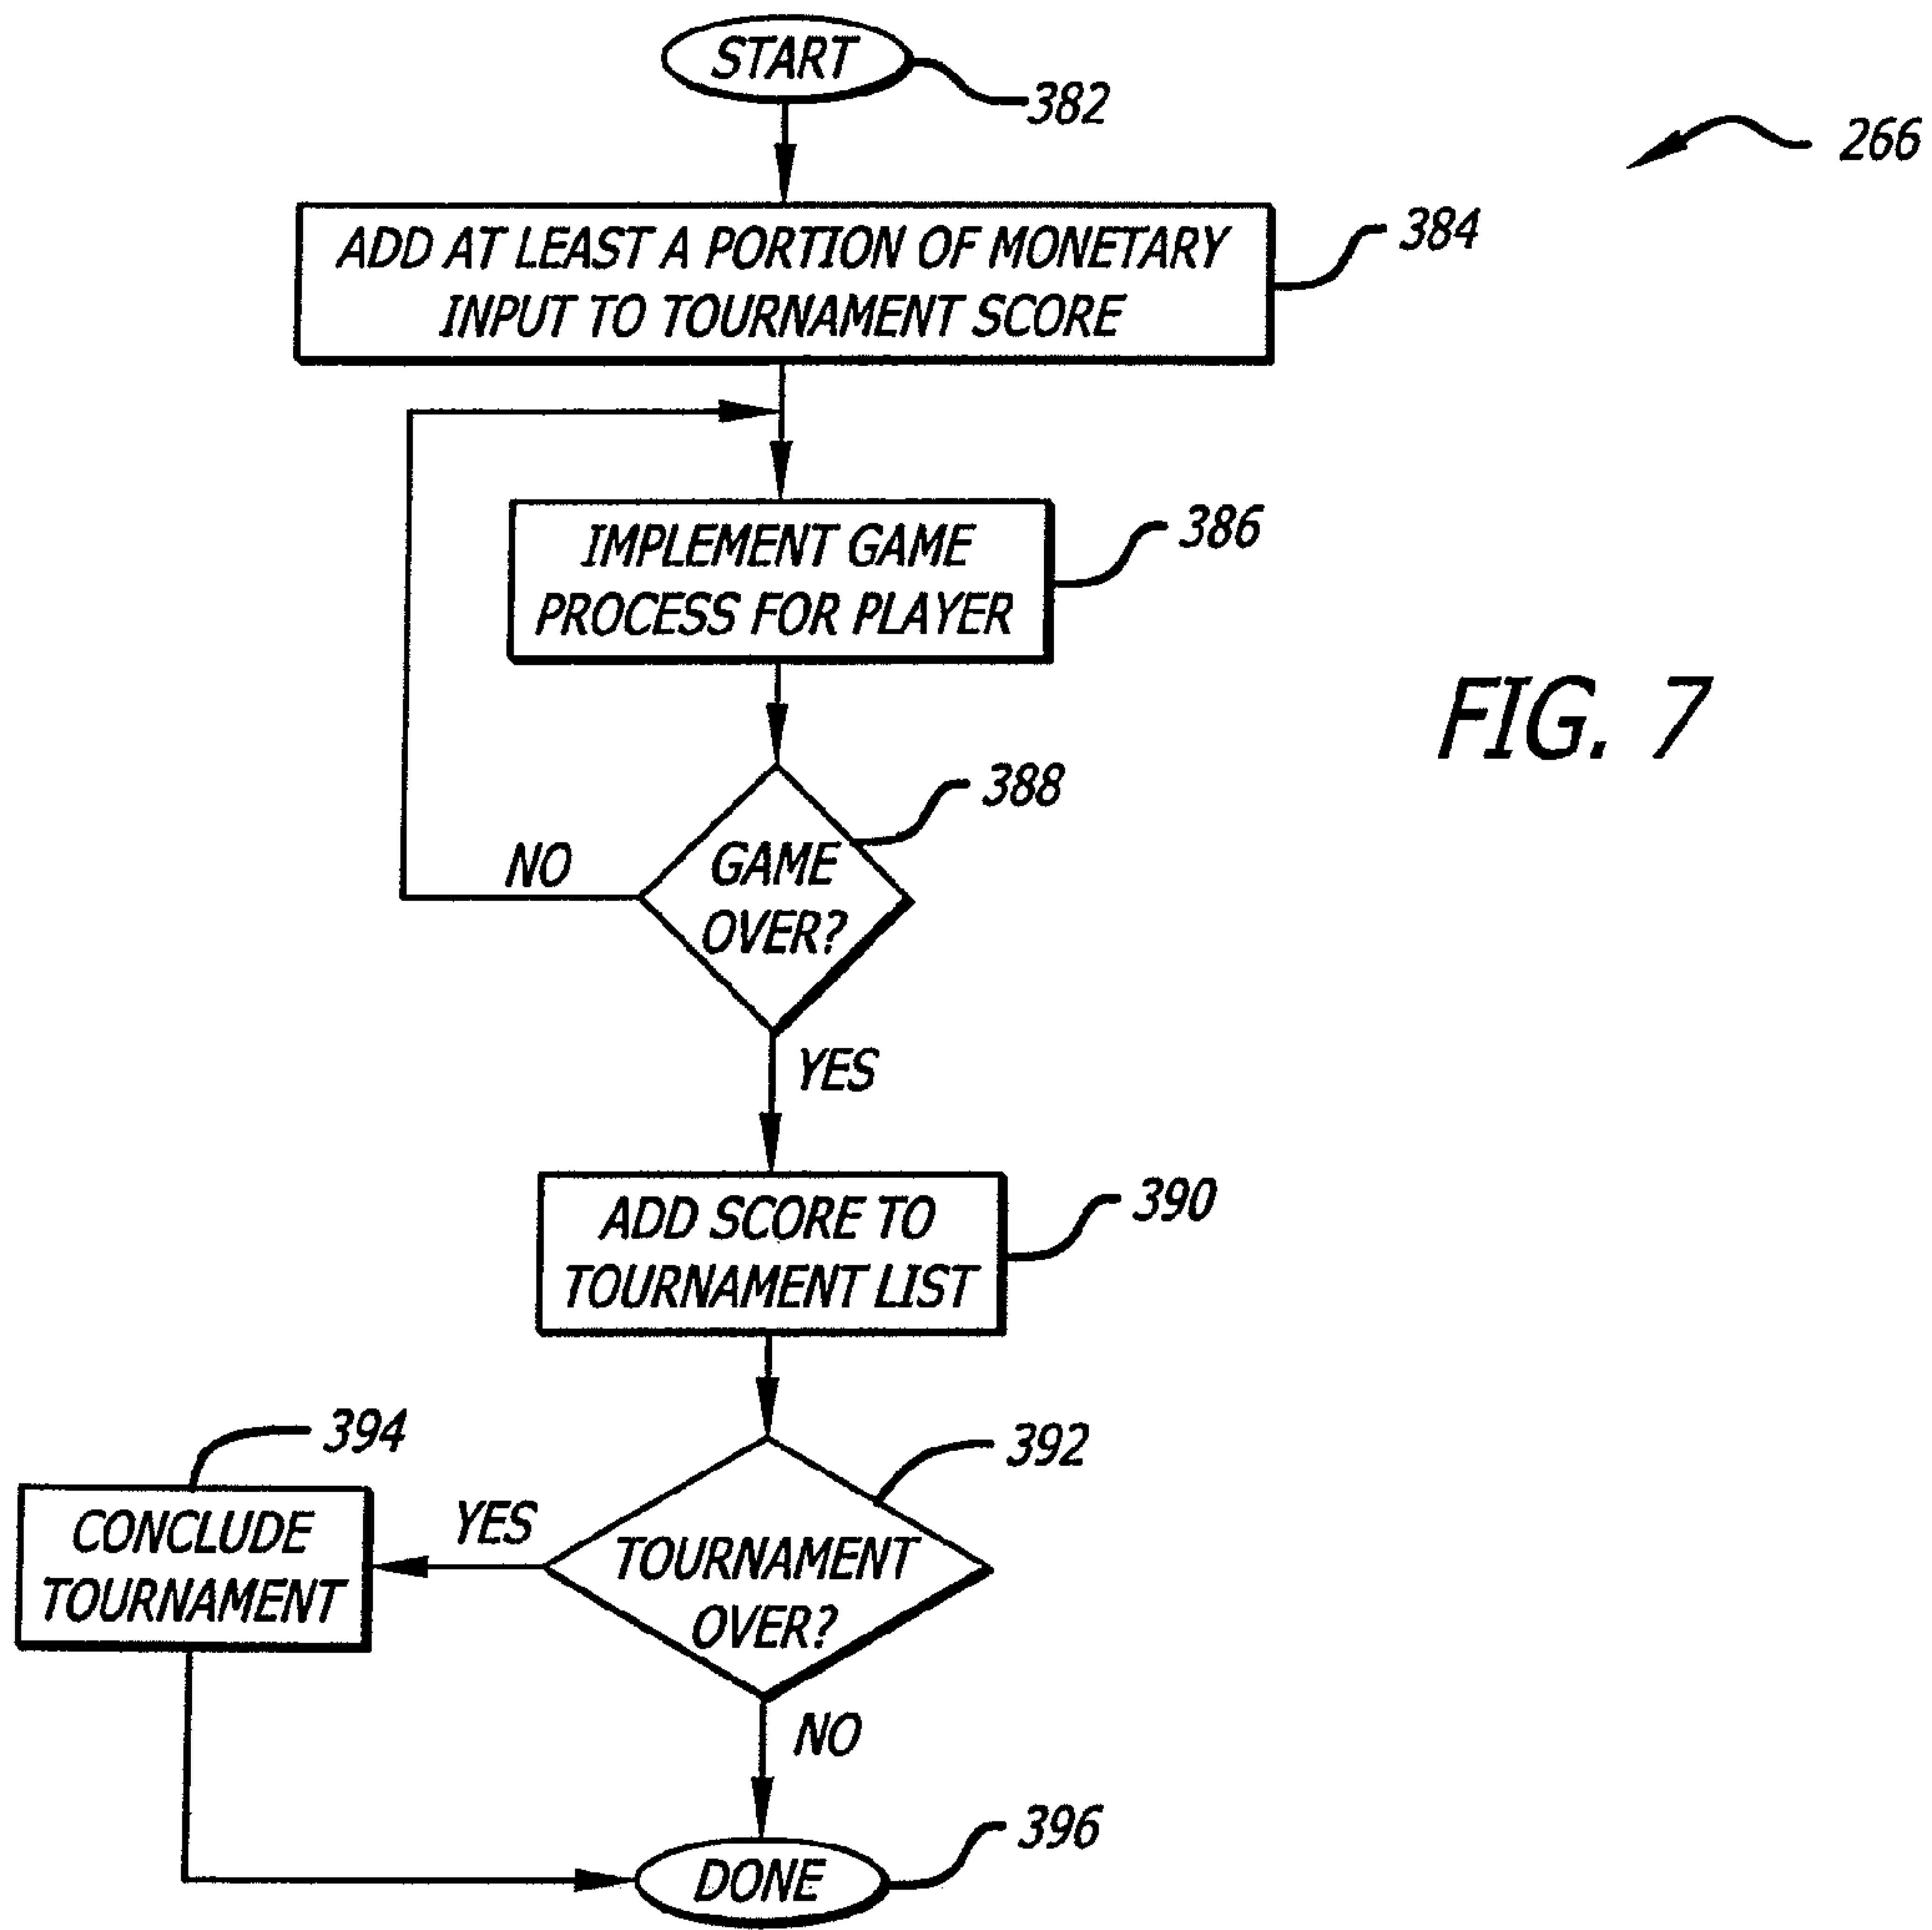 START
382
266
ADD AT LEAST A PORTION OF MONETARY
INPUT TO TOURNAMENT SCORE
384
IMPLEMENT GAME
PROCESS FOR PLAYER
386
FIG. 7
388
GAME
OVER?
NO
YES
ADD SCORE TO
TOURNAMENT LIST
390
394
392
CONCLUDE
TOURNAMENT
YES
TOURNAMENT
OVER?
NO
396
DONE